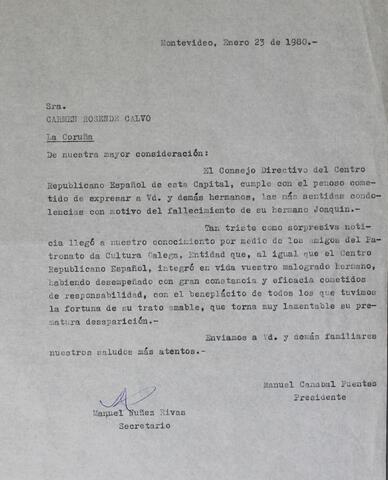 Montevideo, Enero 23 de 1980.-
Sra.
CARMEN ROSENDE CALVO
La Coruña
De nuestra mayor consideración:
El Consejo Directivo del Centro
Republicano Español de esta Capital, cumple con el penoso come-
tido de expresar a Vd. y demás hermanos, las más sentidas condo-
lencias con motivo del fallecimiento de su hermano Joaquin.-
Tan triste como sorpresiva noti-
cia llegó a nuestro conocimiento por medio de los amigos del Pa-
tronato da Cultura Galega, Entidad que, al igual que el Centro
Republicano Español, integró en vida vuestro malogrado hermano,
habiendo desempeñado con gran constancia y eficacia cometidos
de responsabilidad, con el beneplácito de todos los que tuvimos
la fortuna de su trato amable, que torna muy lamentable su pre-
matura desaparición.-
Enviamos a Vd. y demás familiares
nuestros saludos más atentos.-
Manuel Canabal Fuentes
Presidente
Manuel Nuñez Rivas
Secretario